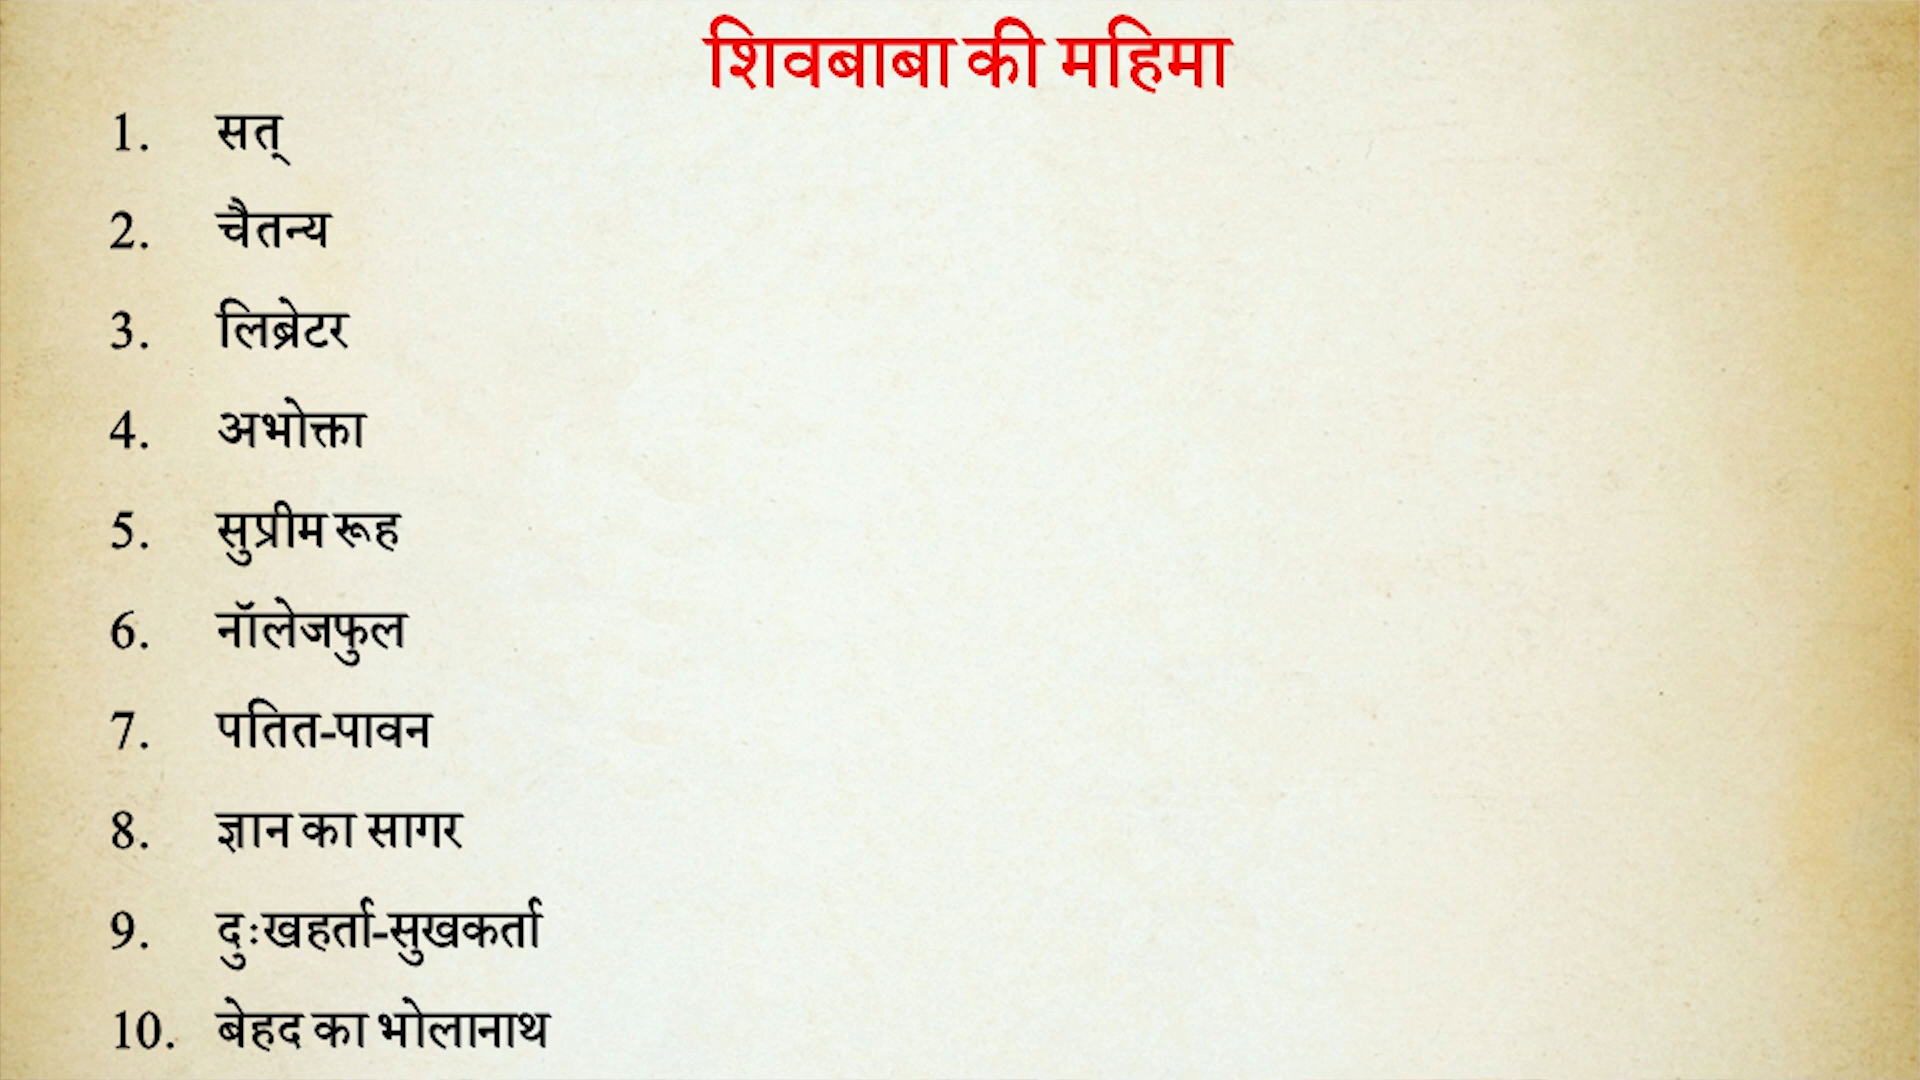 शिवबाबा की महिमा
1. सत्
2. चैतन्य
3. लिब्रेटर
4. अभोक्ता
5. सुप्रीम रूह
6. नॉलेजफुल
7. पतित-पावन
8. ज्ञान का सागर
9. दुःखहर्ता-सुखकर्ता
10. बेहद का भोलानाथ